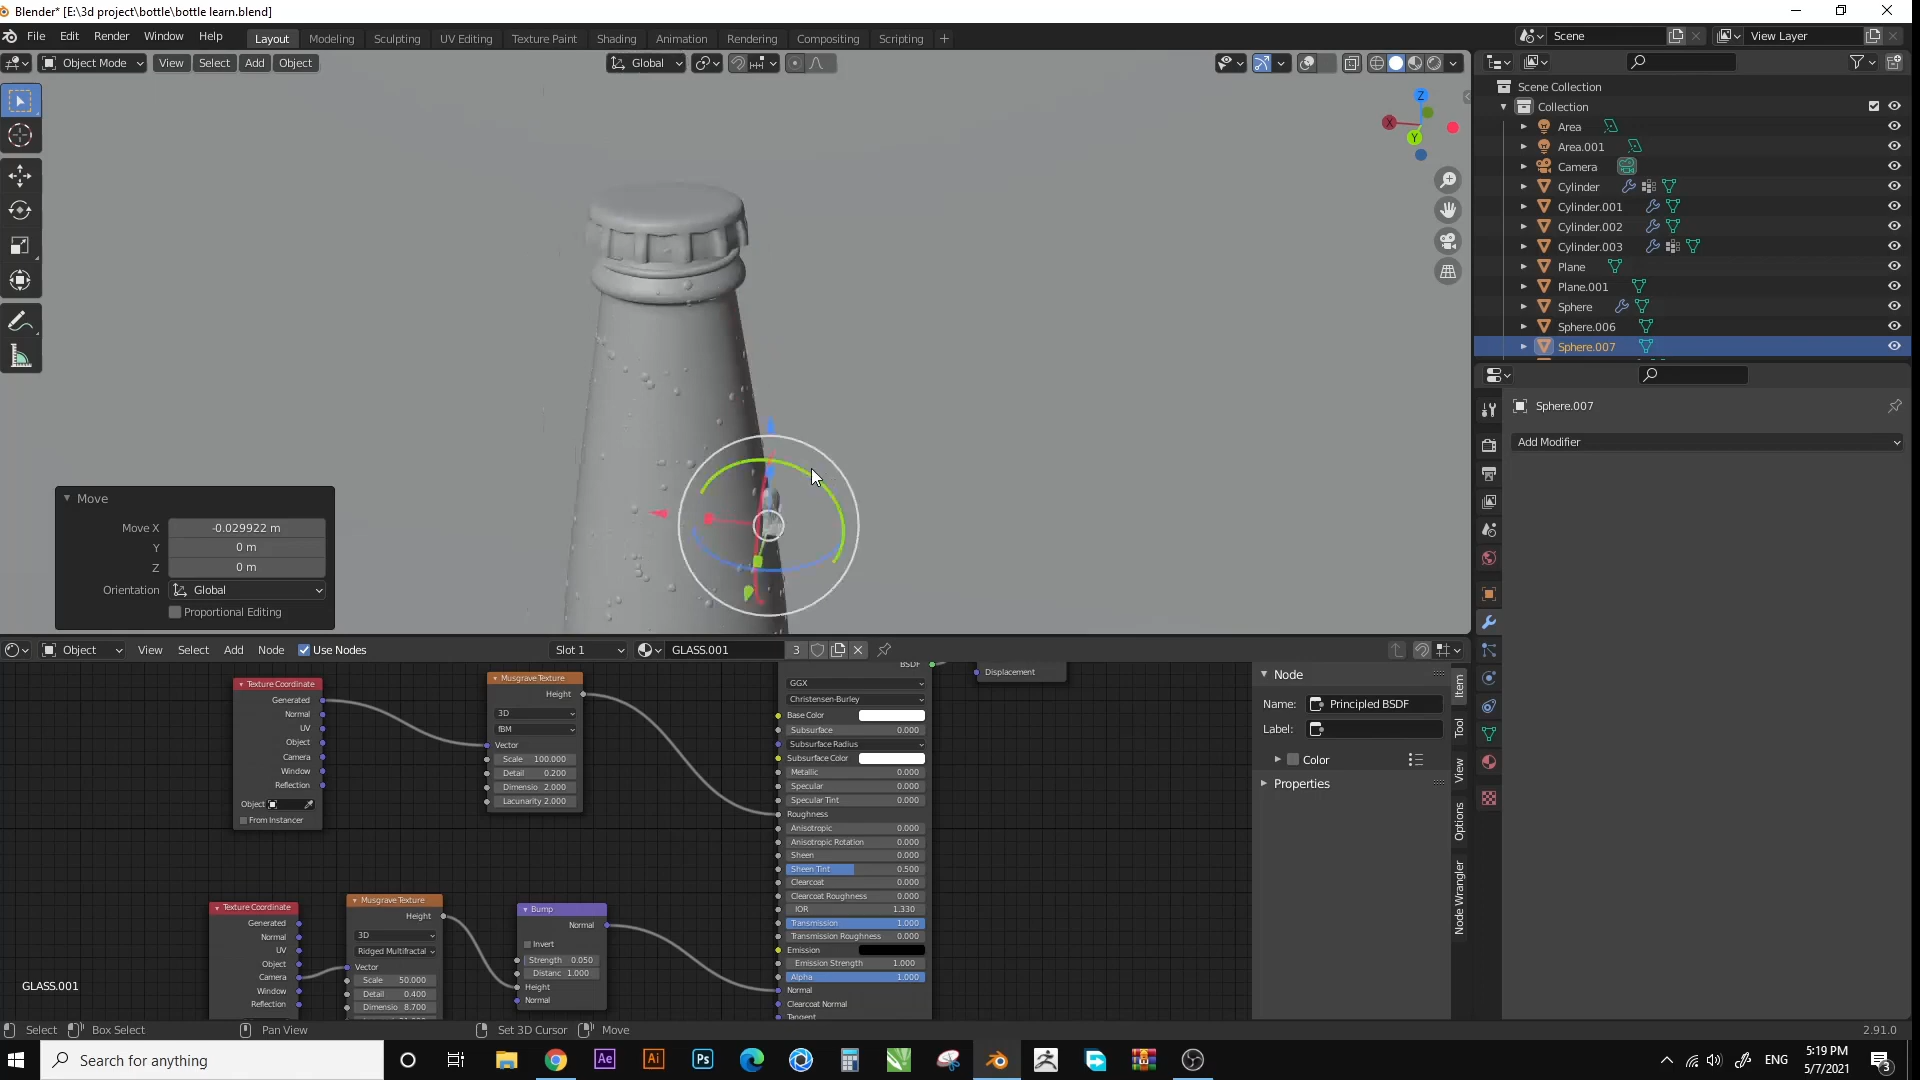 Blender* [E:\3d project\bottle\bottle learn.blend]
File Edit Render Window Help Layout Modeling Sculpting UV Editing Texture Paint Shading Animation Rendering Compositing Scripting + Scene View Layer
Object Mode View Select Add Object Global
Scene Collection
Collection
Area
Area.001
Camera
Cylinder
Cylinder.001
Cylinder.002
Cylinder.003
Plane
Plane.001
Sphere
Sphere.006
Sphere.007
Z
X
Y
Sphere.007
Add Modifier
Move
Move X -0.029922 m
Y 0 m
Z 0 m
Orientation Global
Proportional Editing
Object View Select Add Node Use Nodes Slot 1 GLASS.001 3
Texture Coordinate
Generated
Normal
UV
Object
Camera
Window
Reflection
Object
From Instancer
Musgrave Texture
Height
3D
fBM
Vector
Scale 100.000
Detail 0.200
Dimensio 2.000
Lacunarity 2.000
BSDF
GGX
Christensen-Burley
Base Color
Subsurface 0.000
Subsurface Radius
Subsurface Color
Metallic 0.000
Specular 0.000
Specular Tint 0.000
Roughness
Anisotropic 0.000
Anisotropic Rotation 0.000
Sheen 0.000
Sheen Tint 0.500
Clearcoat 0.000
Clearcoat Roughness 0.000
IOR 1.330
Transmission 1.000
Transmission Roughness 0.000
Emission
Emission Strength 1.000
Alpha 1.000
Normal
Clearcoat Normal
Tangent
Displacement
Texture Coordinate
Generated
Normal
UV
Object
Camera
Window
Reflection
Musgrave Texture
Height
3D
Ridged Multifractal
Vector
Scale 50.000
Detail 0.400
Dimensio 8.700
Bump
Normal
Invert
Strength 0.050
Distanc 1.000
Height
Normal
Node
Name: Principled BSDF
Label:
Color
Properties
Item
Tool
View
Options
Node Wrangler
GLASS.001
Select Box Select Pan View Set 3D Cursor Move 2.91.0
Search for anything
Ae Ai Ps
ENG
5:19 PM
5/7/2021
3